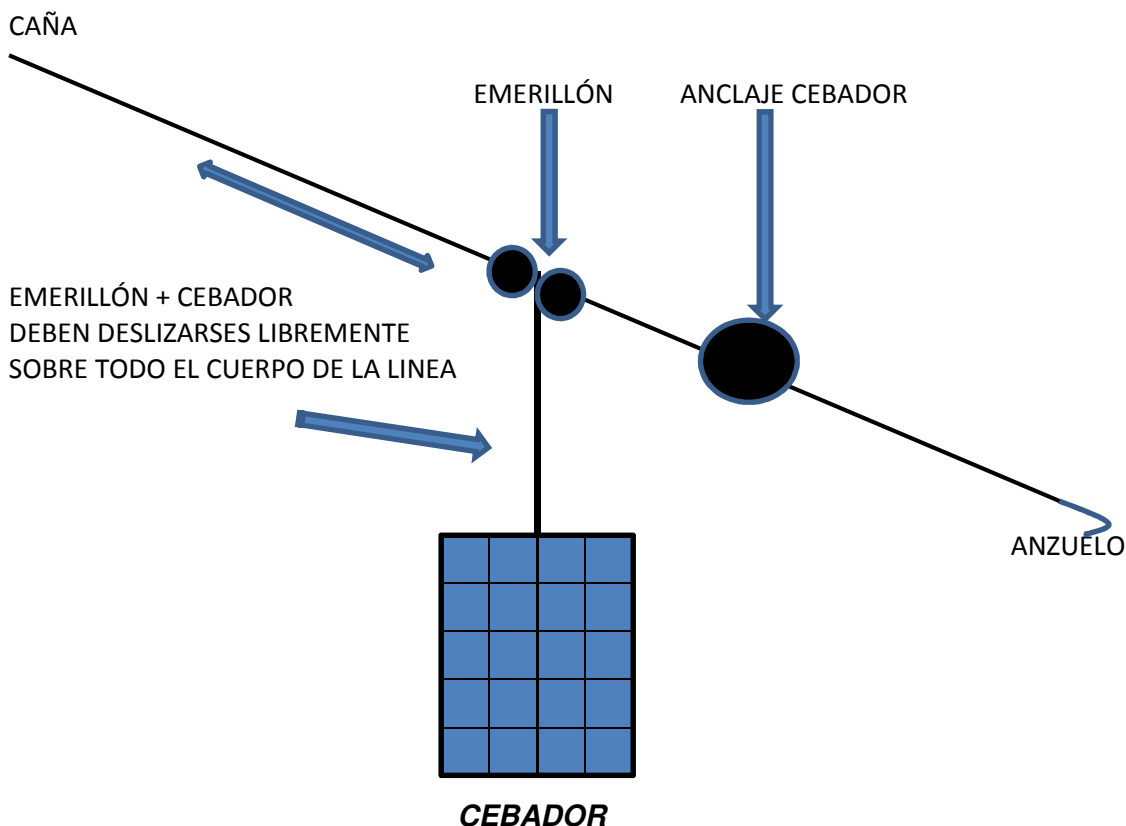 CAÑA
EMERILLÓN
ANCLAJE CEBADOR
EMERILLÓN + CEBADOR
DEBEN DESLIZARSES LIBREMENTE
SOBRE TODO EL CUERPO DE LA LINEA
ANZUELO
CEBADOR